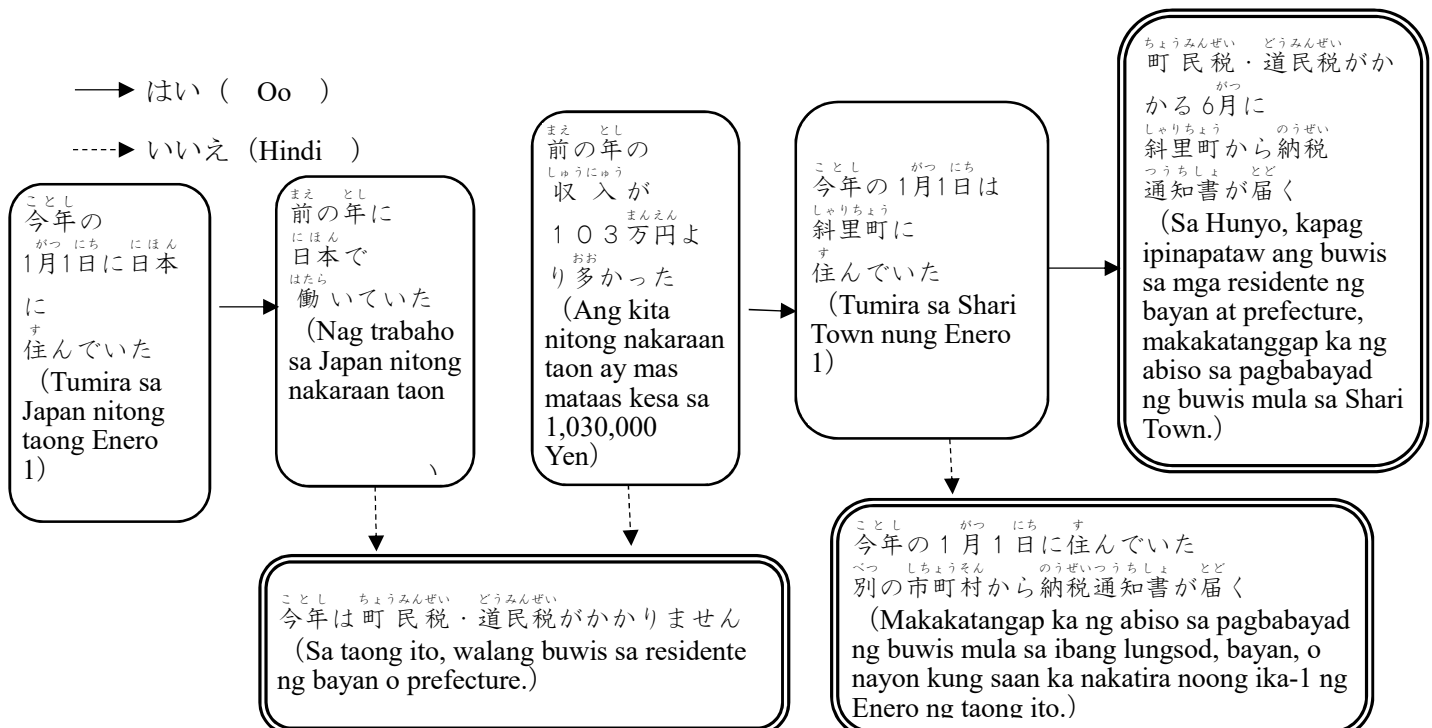 はい（ Oo ）
いいえ（Hindi ）
ことし
今年の
がつ にち にほん
1月1日に日本
に
す
住んでいた
（Tumira sa
Japan nitong
taong Enero
1）
まえ とし
前の年に
にほん
日本で
はたら
働いていた
（Nag trabaho
sa Japan nitong
nakaraan taon
、
まえ とし
前の年の
しゅうにゅう
収入が
まんえん
１０３万円よ
おお
り多かった
（Ang kita
nitong nakaraan
taon ay mas
mataas kesa sa
1,030,000
Yen）
ことし がつ にち
今年の1月1日は
しゃりちょう
斜里町に
す
住んでいた
（Tumira sa Shari
Town nung Enero
1）
ちょうみんぜい どうみんぜい
町民税・道民税がか
がつ
かる6月に
しゃりちょう のうぜい
斜里町から納税
つうちしょ とど
通知書が届く
（Sa Hunyo, kapag
ipinapataw ang buwis
sa mga residente ng
bayan at prefecture,
makakatanggap ka ng
abiso sa pagbabayad
ng buwis mula sa Shari
Town.）
ことし ちょうみんぜい どうみんぜい
今年は町民税・道民税がかかりません
（Sa taong ito, walang buwis sa residente
ng bayan o prefecture.）
ことし がつ にち す
今年の1月1日に住んでいた
べつ しちょうそん のうぜいつうちしょ とど
別の市町村から納税通知書が届く
（Makakatangap ka ng abiso sa pagbabayad
ng buwis mula sa ibang lungsod, bayan, o
nayon kung saan ka nakatira noong ika-1 ng
Enero ng taong ito.）